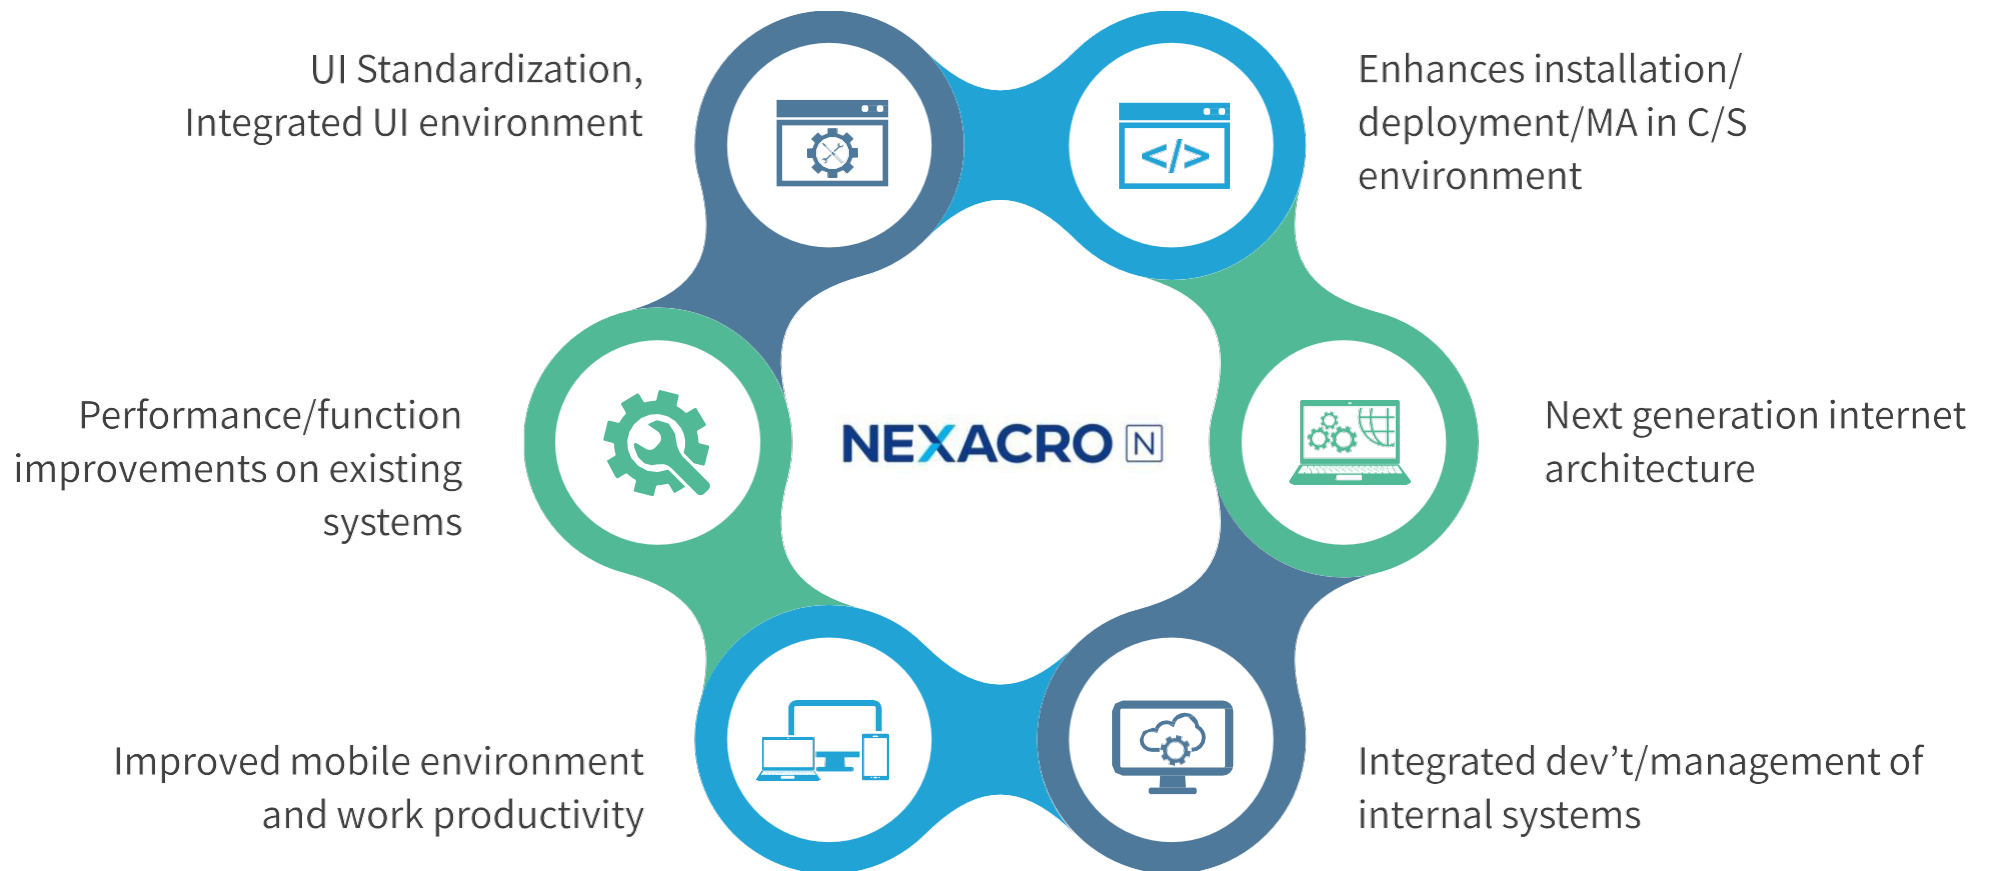 UI Standardization,
Integrated UI environment
Enhances installation/
deployment/MA in C/S
environment
</>
Performance/function
improvements on existing
systems
NEXACRO N
Next generation internet
architecture
Improved mobile environment
and work productivity
Integrated dev’t/management of
internal systems